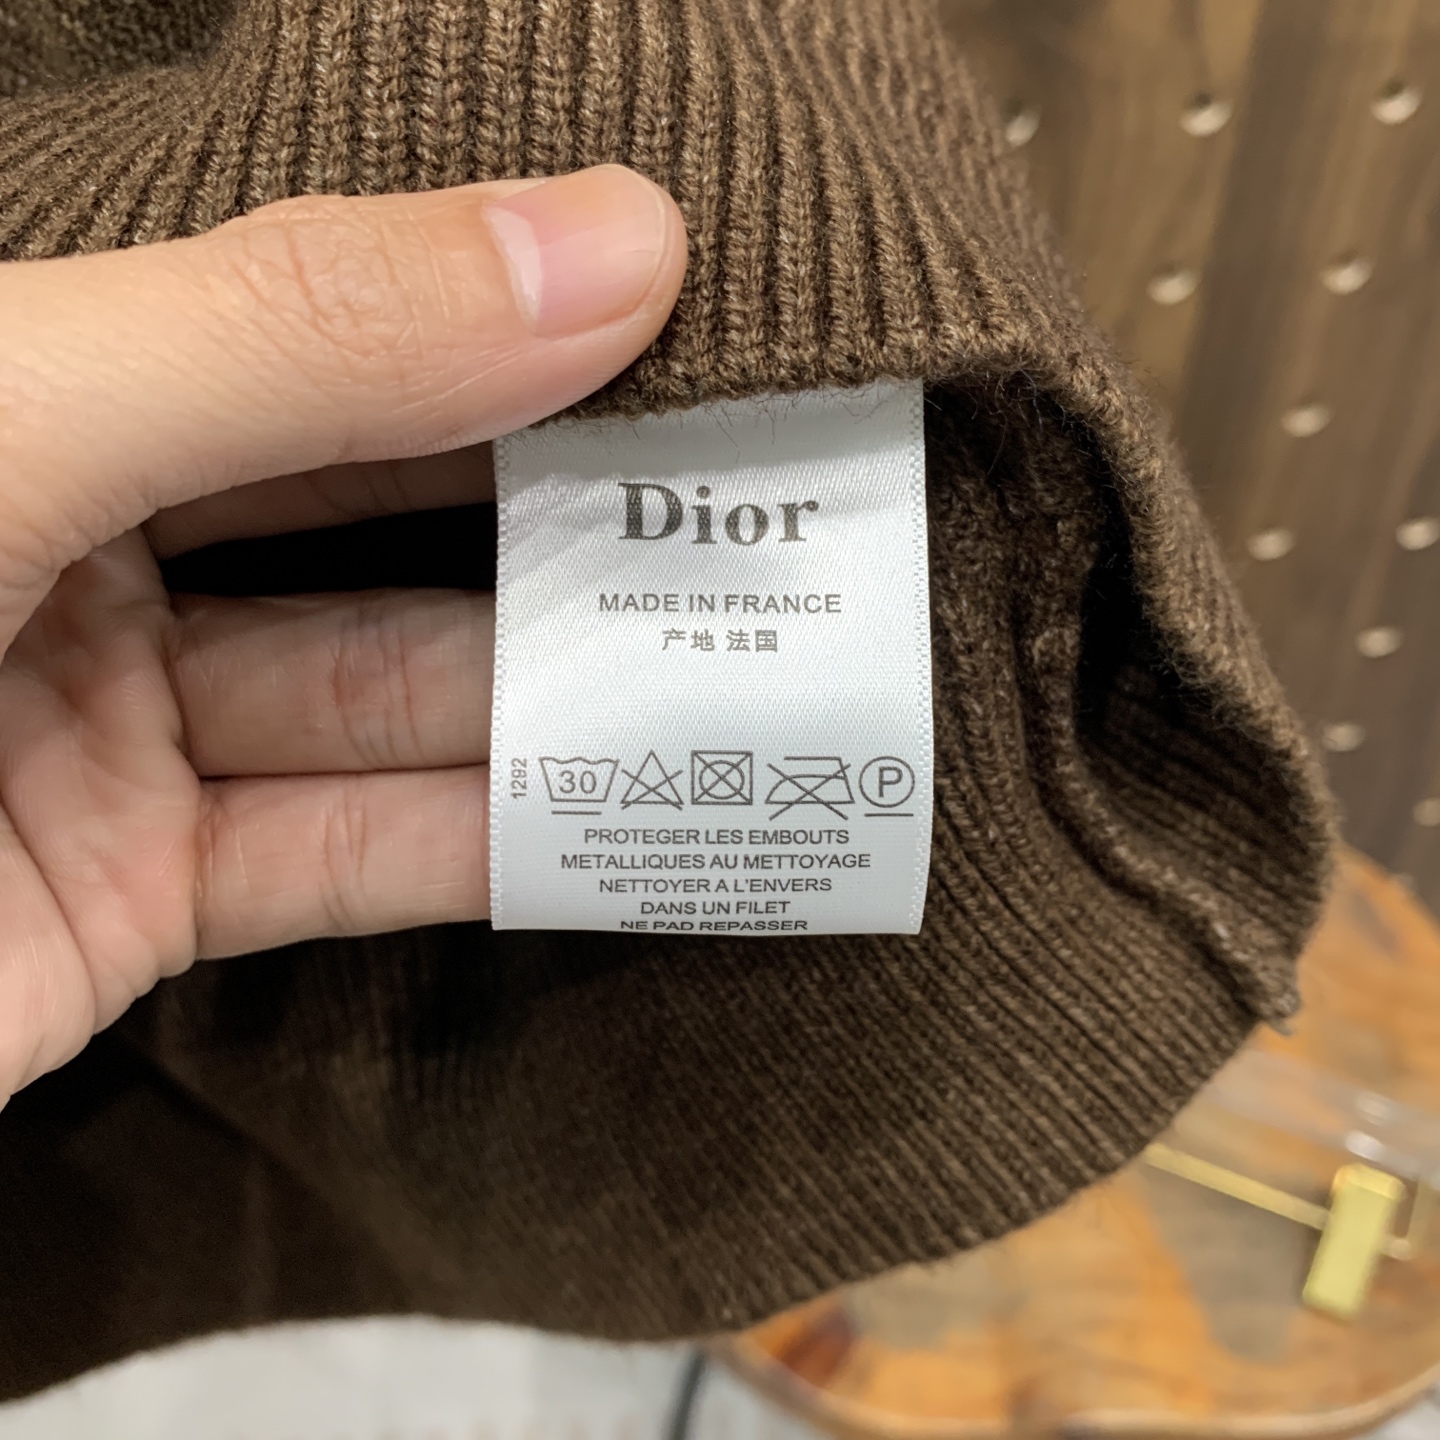 Dior
MADE IN FRANCE
产地 法国
1292
30 P
PROTEGER LES EMBOUTS
METALLIQUES AU METTOYAGE
NETTOYER A L'ENVERS
DANS UN FILET
NE PAD REPASSER